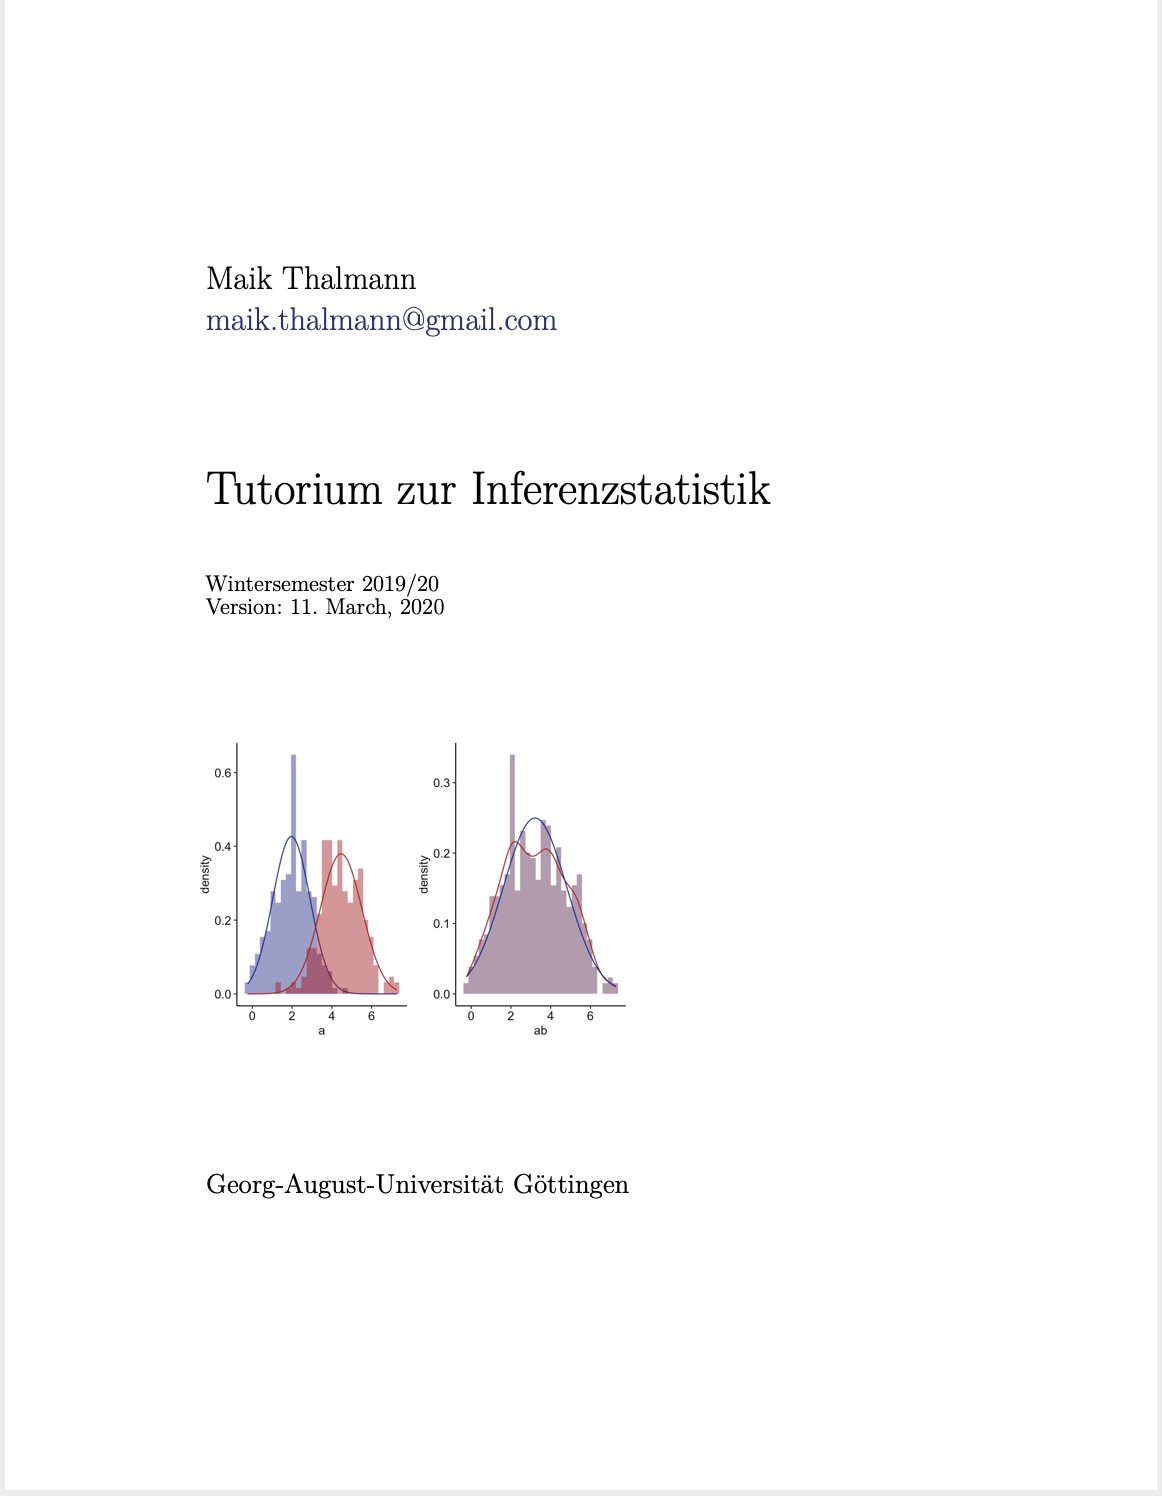 Maik Thalmann
maik.thalmann@gmail.com
Tutorium zur Inferenzstatistik
Wintersemester 2019/20
Version: 11. March, 2020
0.6
0.4
0.2
0.0
density
0 2 4 6
a
0.3
0.2
0.1
0.0
density
0 2 4 6
ab
Georg-August-Universität Göttingen